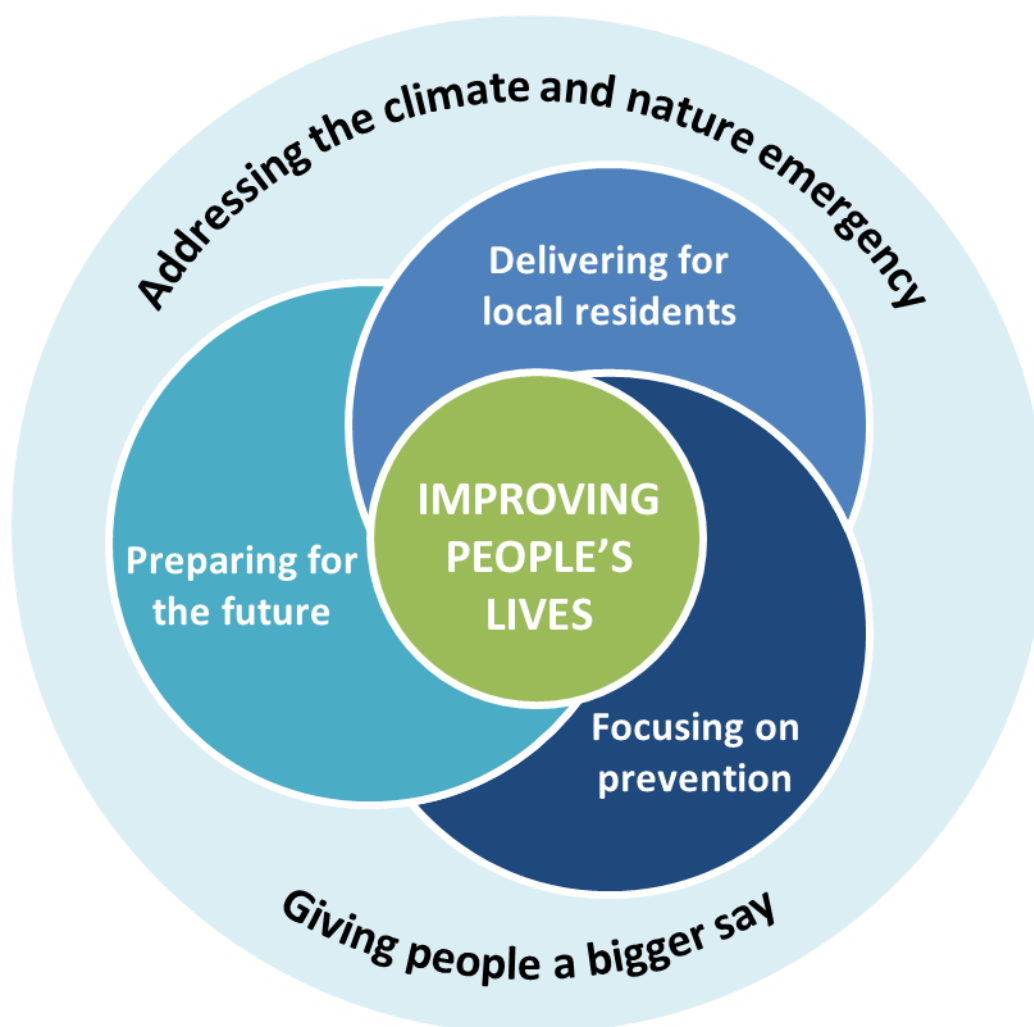 Addressing the climate and nature emergency
Delivering for
local residents
IMPROVING
PEOPLE’S
LIVES
Preparing for
the future
Focusing on
prevention
Giving people a bigger say